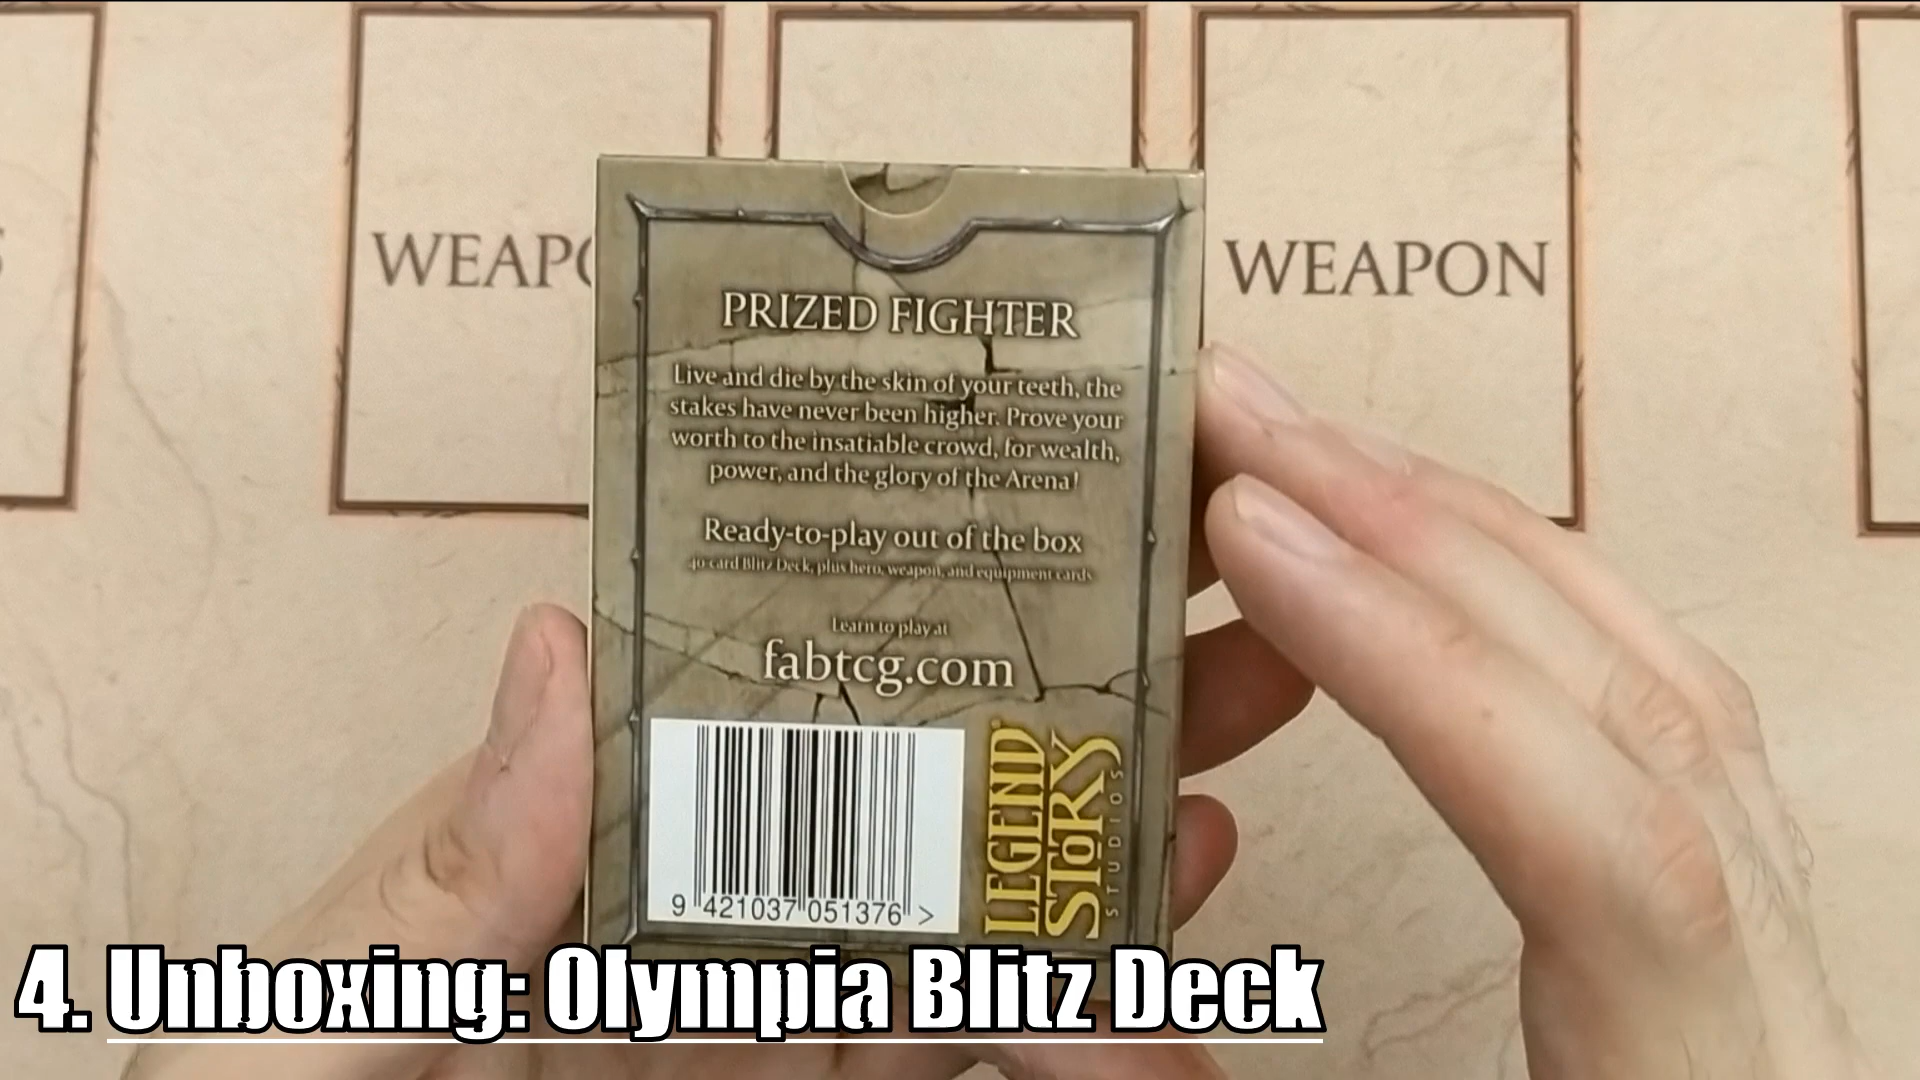 WEAPO
WEAPON
PRIZED FIGHTER
Live and die by the skin of your teeth, the
stakes have never been higher. Prove your
worth to the insatiable crowd, for wealth,
power, and the glory of the Arena!
Ready-to-play out of the box
40-card Blitz Deck, plus hero, weapon, and equipment cards
Learn to play at
fabtcg.com
9 421037 051376 >
LEGEND
STORY
STUDIOS
4. Unboxing: Olympia Blitz Deck